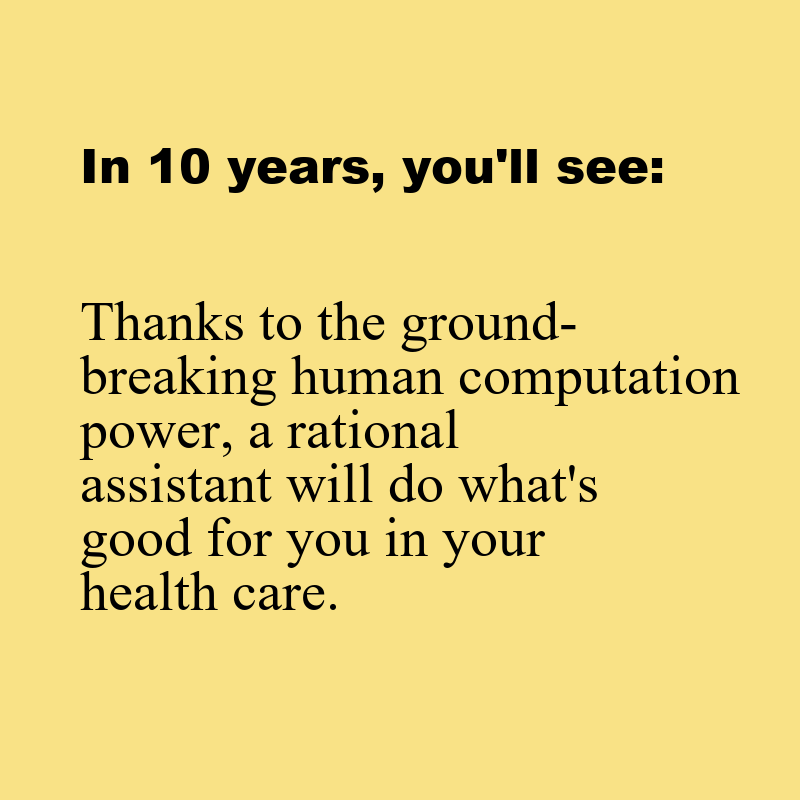 In 10 years, you'll see:
Thanks to the ground-
breaking human computation
power, a rational
assistant will do what's
good for you in your
health care.